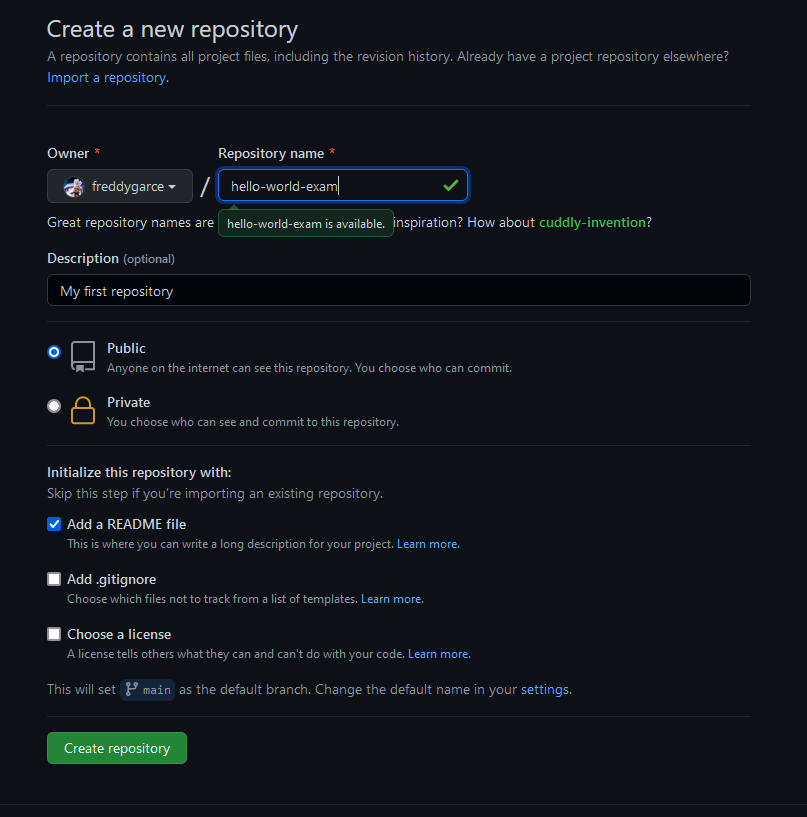 Create a new repository
A repository contains all project files, including the revision history. Already have a project repository elsewhere?
Import a repository.
Owner *
Repository name *
freddygarce
/
hello-world-exam
Great repository names are
hello-world-exam is available.
inspiration? How about cuddly-invention?
Description (optional)
My first repository
Public
Anyone on the internet can see this repository. You choose who can commit.
Private
You choose who can see and commit to this repository.
Initialize this repository with:
Skip this step if you're importing an existing repository.
Add a README file
This is where you can write a long description for your project. Learn more.
Add .gitignore
Choose which files not to track from a list of templates. Learn more.
Choose a license
A license tells others what they can and can't do with your code. Learn more.
This will set main as the default branch. Change the default name in your settings.
Create repository